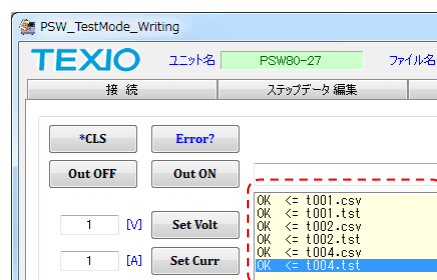 PSW_TestMode_Writing
TEXIO ユニット名 PSW80-27 ファイル名
接 続 ステップデータ 編集
*CLS Error?
Out OFF Out ON
OK <= t001.csv
OK <= t001.tst
1 [V] Set Volt
OK <= t002.csv
OK <= t002.tst
OK <= t004.csv
1 [A] Set Curr
OK <= t004.tst